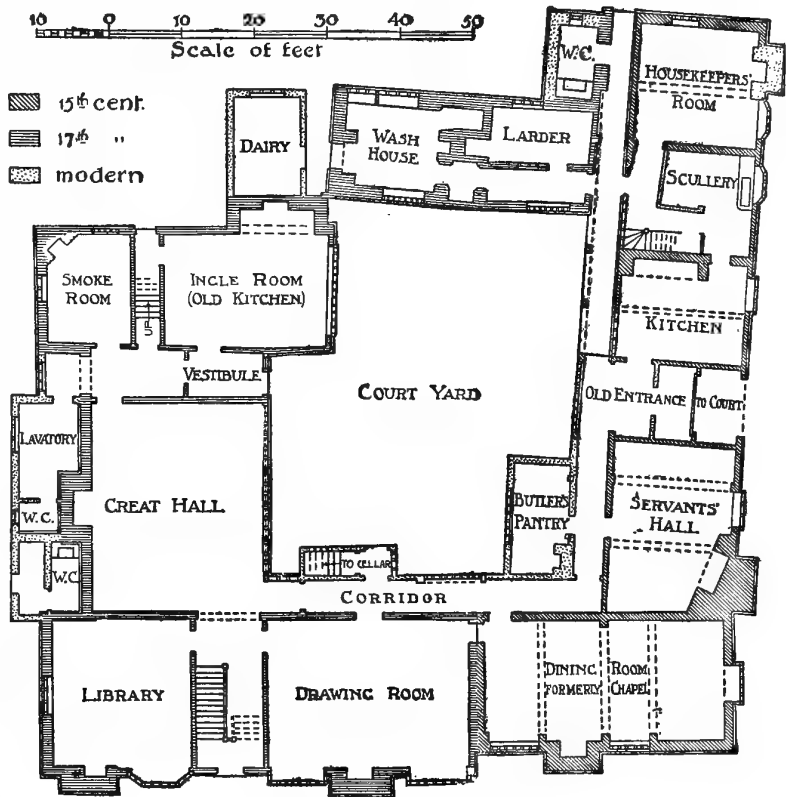 10 0 10 20 30 40 50
Scale of feet
15th cent.
17th "
modern
W.C.
HOUSEKEEPERS'
ROOM
DAIRY
WASH
HOUSE
LARDER
SCULLERY
SMOKE
ROOM
UP
INCLE ROOM
(OLD KITCHEN)
KITCHEN
VESTIBULE
COURT YARD
OLD ENTRANCE
TO COURT
LAVATORY
W.C.
GREAT HALL
BUTLER'S
PANTRY
SERVANTS'
HALL
W.C.
TO CELLAR
CORRIDOR
LIBRARY
DRAWING ROOM
DINING ROOM
FORMERLY CHAPEL